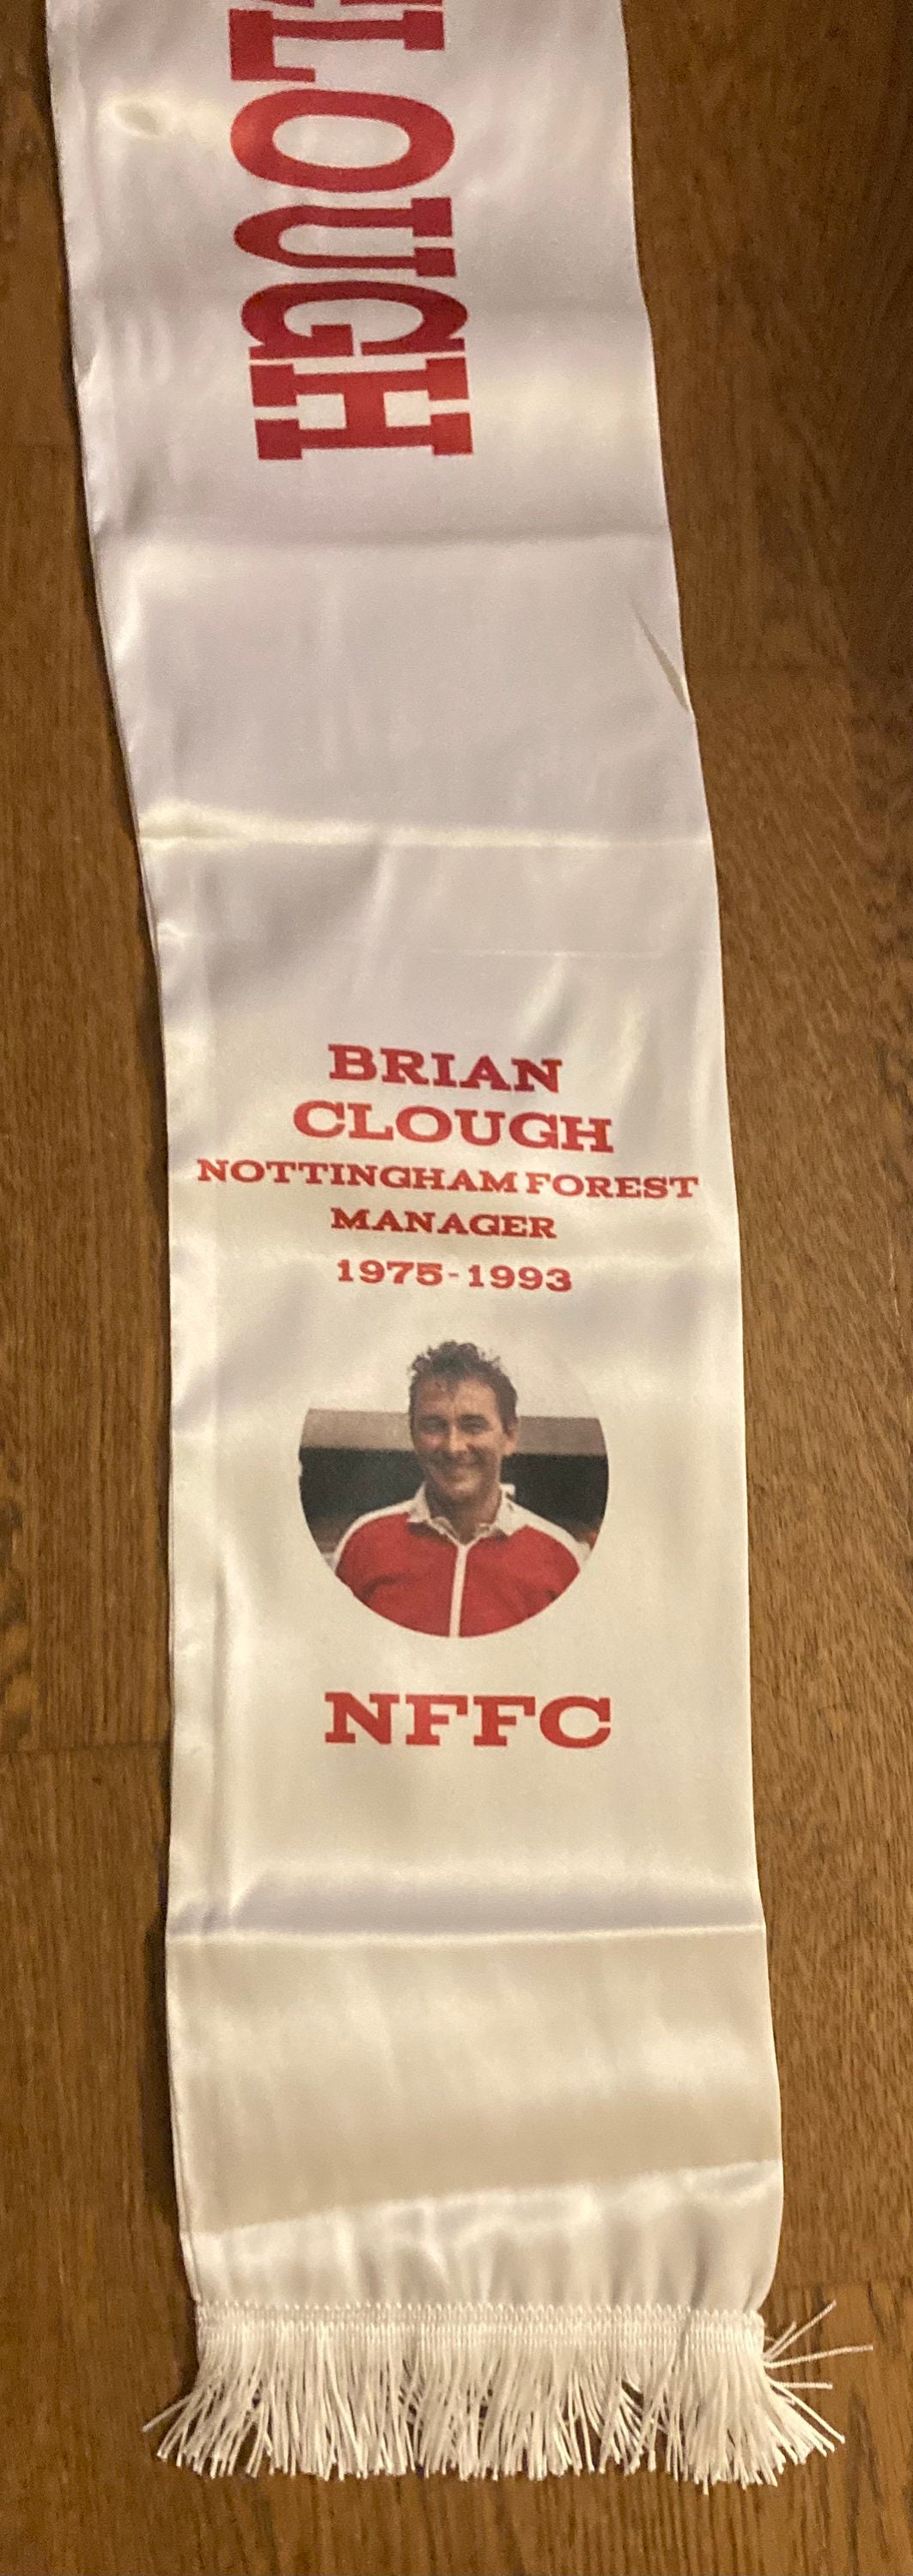 LOUGH
BRIAN
CLOUGH
NOTTINGHAM FOREST
MANAGER
1975-1993
NFFC